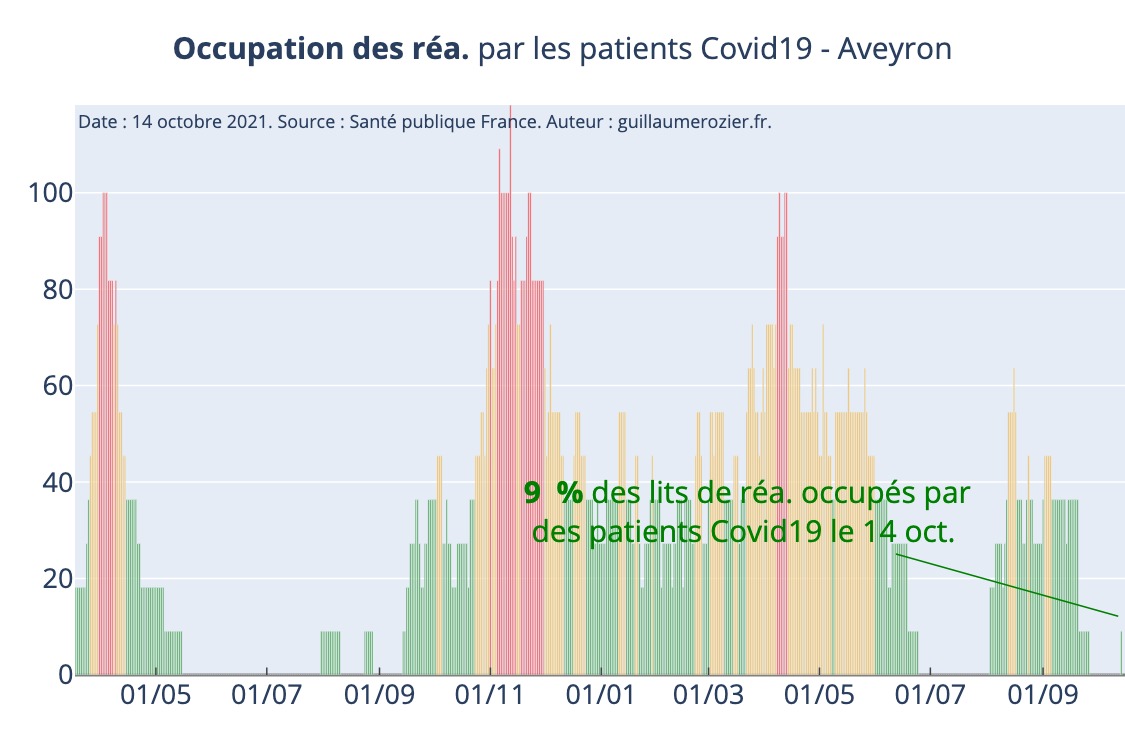 Occupation des réa. par les patients Covid19 - Aveyron
Date : 14 octobre 2021. Source : Santé publique France. Auteur : guillaumerozier.fr.
100
80
60
40
20
0
9 % des lits de réa. occupés par
des patients Covid19 le 14 oct.
01/05 01/07 01/09 01/11 01/01 01/03 01/05 01/07 01/09